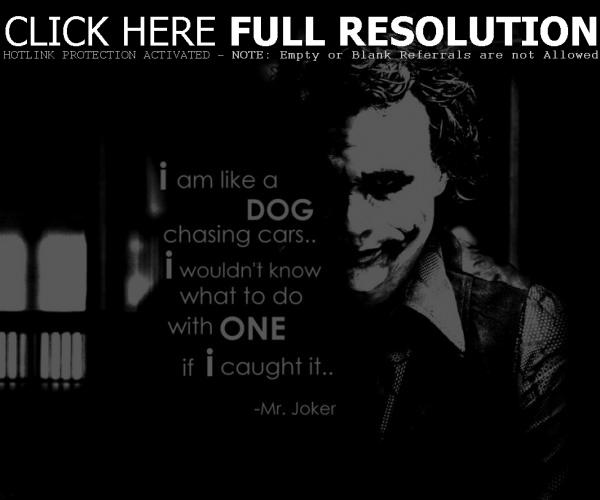 CLICK HERE FULL RESOLUTION
HOTLINK PROTECTION ACTIVATED – NOTE: Empty or Blank Referrals are not Allowed
i am like a
DOG
chasing cars..
i wouldn't know
what to do
with ONE
if i caught it..
-Mr. Joker